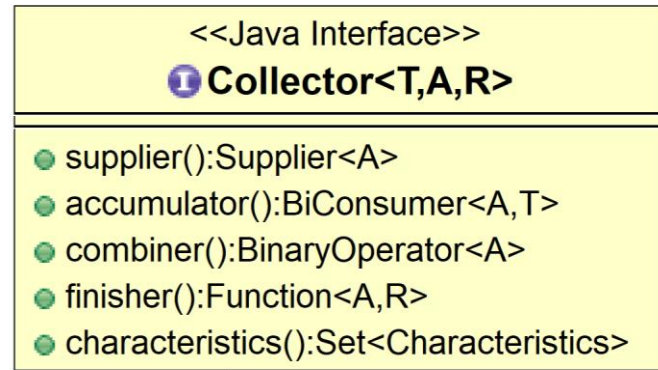 <<Java Interface>>
I Collector<T,A,R>
supplier():Supplier<A>
accumulator():BiConsumer<A,T>
combiner():BinaryOperator<A>
finisher():Function<A,R>
characteristics():Set<Characteristics>